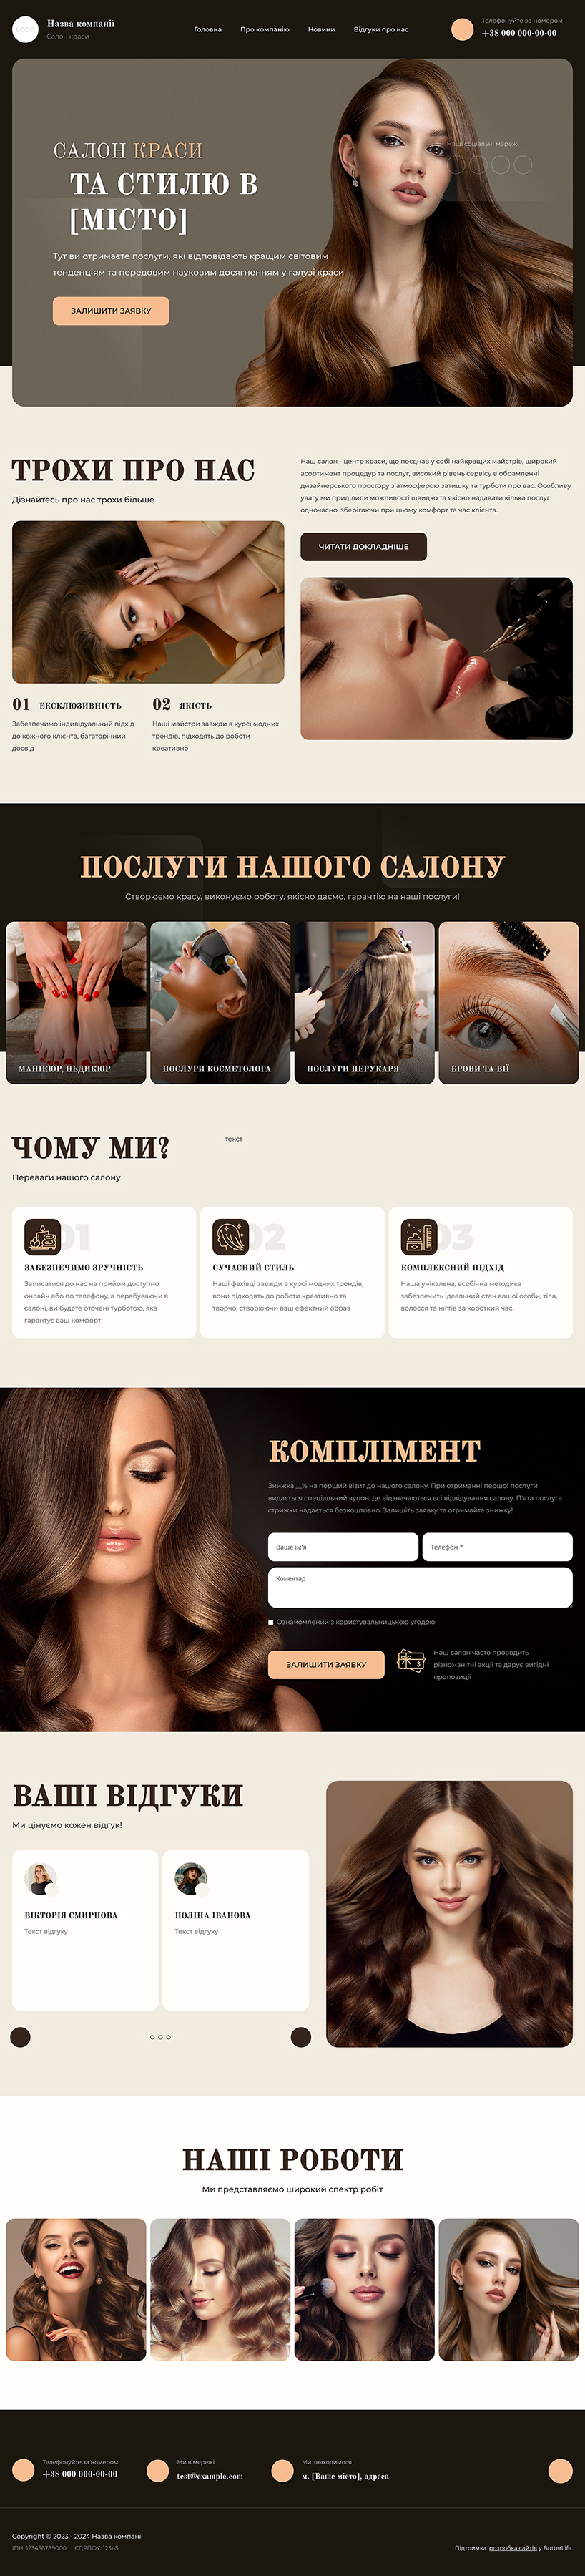 LOGO
Назва компанії
Салон краси
Головна
Про компанію
Новини
Відгуки про нас
Телефонуйте за номером
+38 000 000-00-00
Наші соціальні мережі
САЛОН КРАСИ
ТА СТИЛЮ В
[МІСТО]
Тут ви отримаєте послуги, які відповідають кращим світовим
тенденціям та передовим науковим досягненням у галузі краси
ЗАЛИШИТИ ЗАЯВКУ
ТРОХИ ПРО НАС
Дізнайтесь про нас трохи більше
Наш салон - центр краси, що поєднав у собі найкращих майстрів, широкий
асортимент процедур та послуг, високий рівень сервісу в обрамленні
дизайнерського простору з атмосферою затишку та турботи про вас. Особливу
увагу ми приділили можливості швидко та якісно надавати кілька послуг
одночасно, зберігаючи при цьому комфорт та час клієнта.
ЧИТАТИ ДОКЛАДНІШЕ
01 ЕКСКЛЮЗИВНІСТЬ
Забезпечимо індивідуальний підхід
до кожного клієнта, багаторічний
досвід
02 ЯКІСТЬ
Наші майстри завжди в курсі модних
трендів, підходять до роботи
креативно
ПОСЛУГИ НАШОГО САЛОНУ
Створюємо красу, виконуємо роботу, якісно даємо, гарантію на наші послуги!
МАНІКЮР, ПЕДИКЮР
ПОСЛУГИ КОСМЕТОЛОГА
ПОСЛУГИ ПЕРУКАРЯ
БРОВИ ТА ВІЇ
ЧОМУ МИ?
текст
Переваги нашого салону
01
ЗАБЕЗПЕЧИМО ЗРУЧНІСТЬ
Записатися до нас на прийом доступно
онлайн або по телефону, а перебуваючи в
салоні, ви будете оточені турботою, яка
гарантує ваш комфорт
02
СУЧАСНИЙ СТИЛЬ
Наші фахівці завжди в курсі модних трендів,
вони підходять до роботи креативно та
творчо, створюючи ваш ефектний образ
03
КОМПЛЕКСНИЙ ПІДХІД
Наша унікальна, всебічна методика
забезпечить ідеальний стан вашої особи, тіла,
волосся та нігтів за короткий час.
КОМПЛІМЕНТ
Знижка __% на перший візит до нашого салону. При отриманні першої послуги
видається спеціальний купон, де відзначаються всі відвідування салону. П'ята послуга
стрижки надається безкоштовно. Залишіть заявку та отримайте знижку!
Ваше ім'я
Телефон *
Коментар
Ознайомлений з користувальницькою угодою
ЗАЛИШИТИ ЗАЯВКУ
Наш салон часто проводить
різноманітні акції та дарує вигідні
пропозиції
ВАШІ ВІДГУКИ
Ми цінуємо кожен відгук!
ВІКТОРІЯ СМИРНОВА
Текст відгуку
ПОЛІНА ІВАНОВА
Текст відгуку
НАШІ РОБОТИ
Ми представляємо широкий спектр робіт
Телефонуйте за номером
+38 000 000-00-00
Ми в мережі
test@example.com
Ми знаходимося
м. [Ваше місто], адреса
Copyright © 2023 - 2024 Назва компанії
ІПН: 123456789000 ЄДРПОУ: 12345
Підтримка, розробка сайтів у ButterLife.